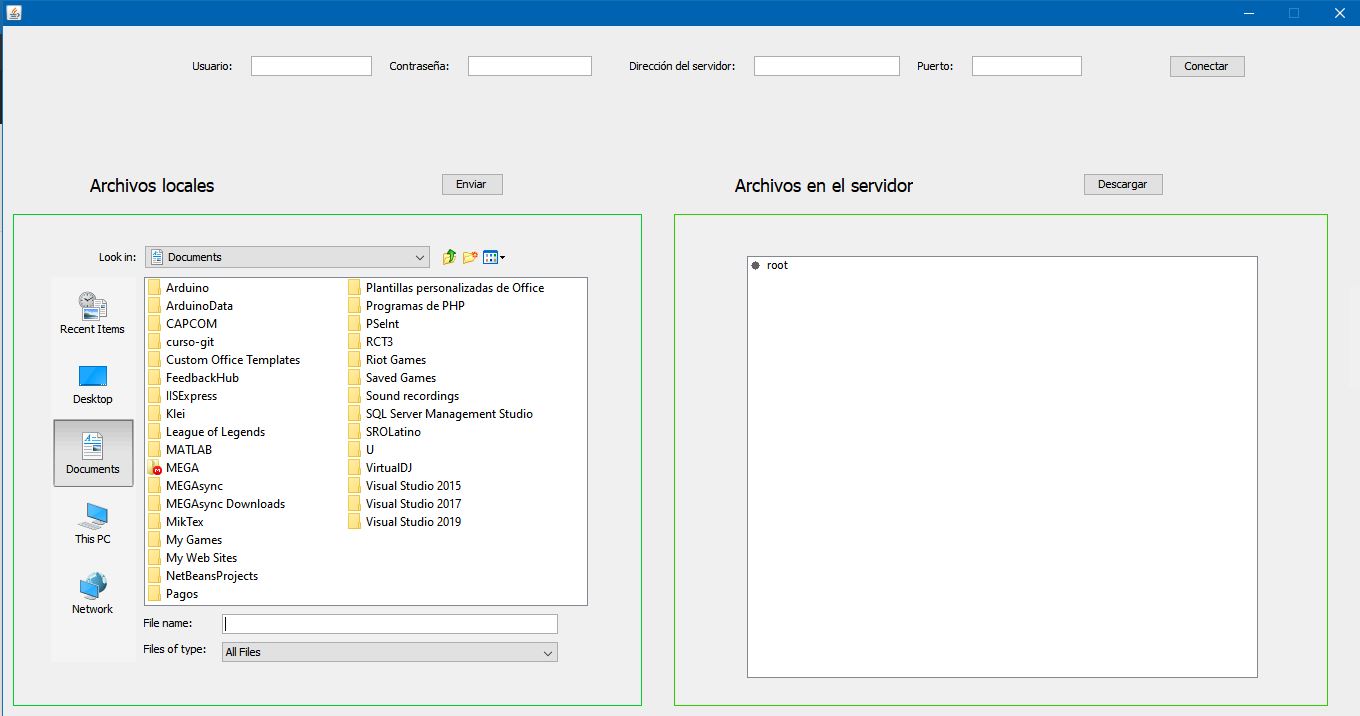 Usuario: Contraseña: Dirección del servidor: Puerto: Conectar
Archivos locales Enviar
Archivos en el servidor Descargar
Look in: Documents
Recent Items
Desktop
Documents
This PC
Network
Arduino
ArduinoData
CAPCOM
curso-git
Custom Office Templates
FeedbackHub
IISExpress
Klei
League of Legends
MATLAB
MEGA
MEGAsync
MEGAsync Downloads
MikTex
My Games
My Web Sites
NetBeansProjects
Pagos
Plantillas personalizadas de Office
Programas de PHP
PSeInt
RCT3
Riot Games
Saved Games
Sound recordings
SQL Server Management Studio
SROLatino
U
VirtualDJ
Visual Studio 2015
Visual Studio 2017
Visual Studio 2019
File name:
Files of type: All Files
root